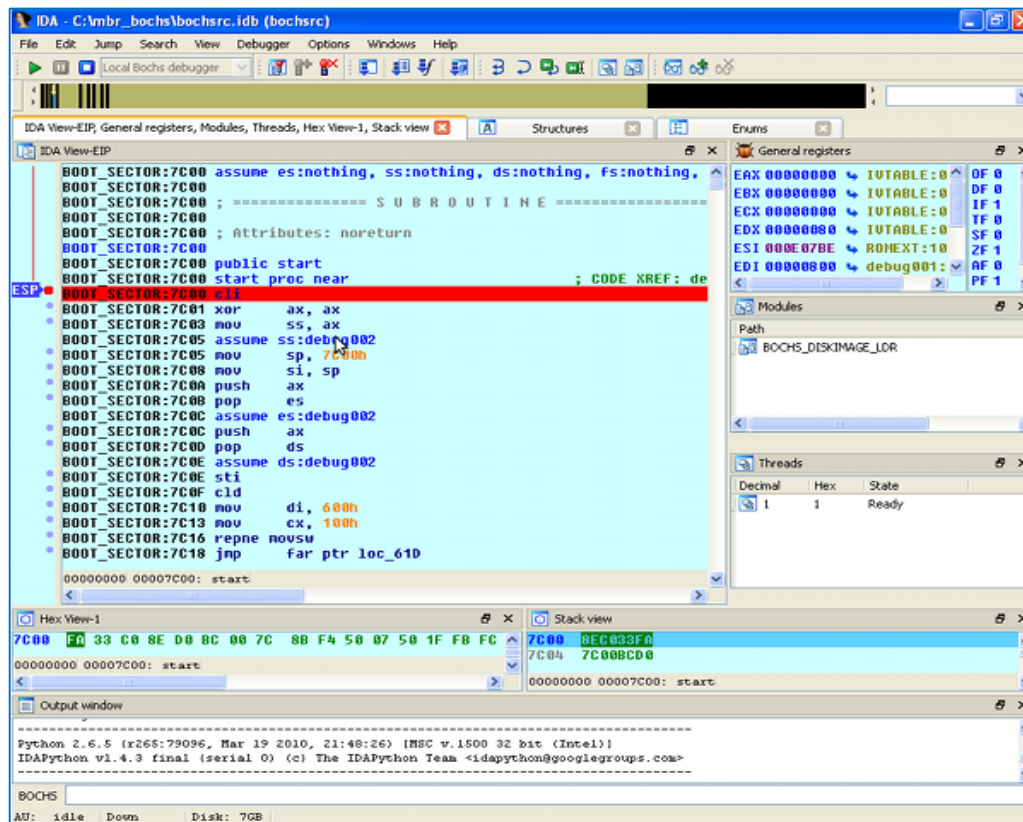 IDA - C:\mbr_bochs\bochsrc.idb (bochsrc)
File Edit Jump Search View Debugger Options Windows Help
Local Bochs debugger
IDA View-EIP, General registers, Modules, Threads, Hex View-1, Stack view
Structures
Enums
IDA View-EIP
BOOT_SECTOR:7C00 assume es:nothing, ss:nothing, ds:nothing, fs:nothing,
BOOT_SECTOR:7C00
BOOT_SECTOR:7C00 ; =============== S U B R O U T I N E =================
BOOT_SECTOR:7C00
BOOT_SECTOR:7C00 ; Attributes: noreturn
BOOT_SECTOR:7C00
BOOT_SECTOR:7C00 public start
BOOT_SECTOR:7C00 start proc near ; CODE XREF: de
ESP
BOOT_SECTOR:7C00 cli
BOOT_SECTOR:7C01 xor ax, ax
BOOT_SECTOR:7C03 mov ss, ax
BOOT_SECTOR:7C05 assume ss:debug002
BOOT_SECTOR:7C05 mov sp, 7C00h
BOOT_SECTOR:7C08 mov si, sp
BOOT_SECTOR:7C0A push ax
BOOT_SECTOR:7C0B pop es
BOOT_SECTOR:7C0C assume es:debug002
BOOT_SECTOR:7C0C push ax
BOOT_SECTOR:7C0D pop ds
BOOT_SECTOR:7C0E assume ds:debug002
BOOT_SECTOR:7C0E sti
BOOT_SECTOR:7C0F cld
BOOT_SECTOR:7C10 mov di, 600h
BOOT_SECTOR:7C13 mov cx, 100h
BOOT_SECTOR:7C16 repne movsw
BOOT_SECTOR:7C18 jmp far ptr loc_61D
00000000 00007C00: start
General registers
EAX 00000000 IVTABLE:0
EBX 00000000 IVTABLE:0
ECX 00000000 IVTABLE:0
EDX 00000080 IVTABLE:0
ESI 000E07BE ROMEXT:10
EDI 00000800 debug001:
OF 0
DF 0
IF 1
TF 0
SF 0
ZF 1
AF 0
PF 1
Modules
Path
BOCHS_DISKIMAGE_LDR
Threads
Decimal Hex State
1 1 Ready
Hex View-1
7C00 FA 33 C0 8E D0 BC 00 7C 8B F4 50 07 50 1F FB FC
00000000 00007C00: start
Stack view
7C00 8EC033FA
7C04 7C00BCD0
00000000 00007C00: start
Output window
Python 2.6.5 (r265:79096, Mar 19 2010, 21:48:26) [MSC v.1500 32 bit (Intel)]
IDAPython v1.4.3 final (serial 0) (c) The IDAPython Team <idapython@googlegroups.com>
BOCHS
AU: idle Down Disk: 7GB